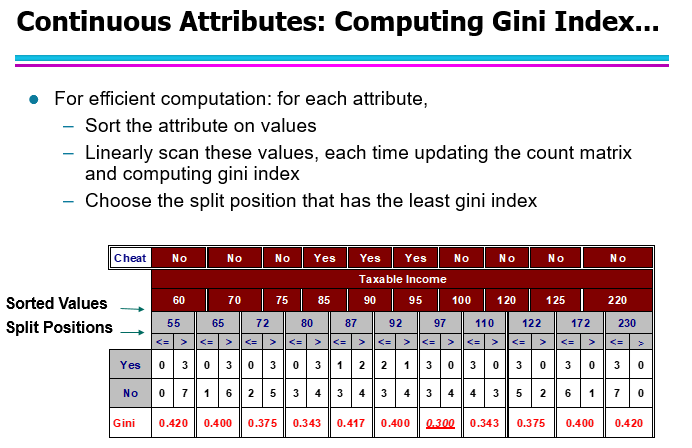 Continuous Attributes: Computing Gini Index...
● For efficient computation: for each attribute,
– Sort the attribute on values
– Linearly scan these values, each time updating the count matrix
and computing gini index
– Choose the split position that has the least gini index
Cheat No No No Yes Yes Yes No No No No
Taxable Income
Sorted Values 60 70 75 85 90 95 100 120 125 220
Split Positions 55 65 72 80 87 92 97 110 122 172 230
<= > <= > <= > <= > <= > <= > <= > <= > <= > <= > <= >
Yes 0 3 0 3 0 3 0 3 1 2 2 1 3 0 3 0 3 0 3 0 3 0
No 0 7 1 6 2 5 3 4 3 4 3 4 3 4 4 3 5 2 6 1 7 0
Gini 0.420 0.400 0.375 0.343 0.417 0.400 0.300 0.343 0.375 0.400 0.420